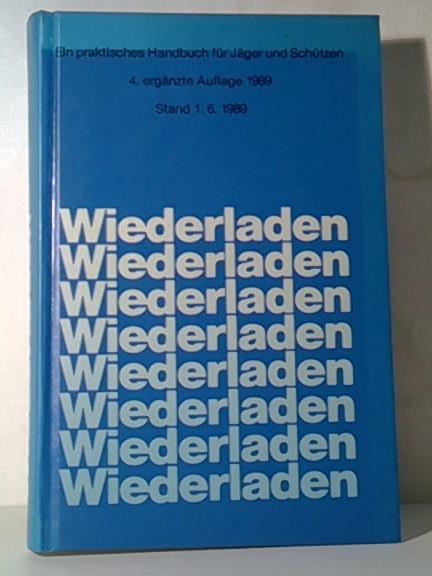 Ein praktisches Handbuch für Jäger und Schützen
4. ergänzte Auflage 1989
Stand 1. 6. 1989
Wiederladen
Wiederladen
Wiederladen
Wiederladen
Wiederladen
Wiederladen
Wiederladen
Wiederladen